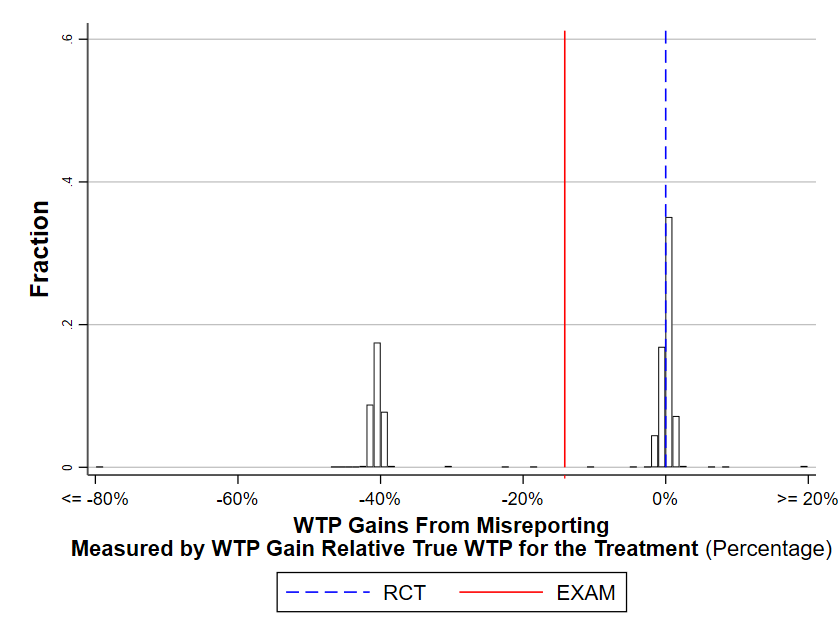 .6
.4
.2
0
Fraction
<= -80% -60% -40% -20% 0% >= 20%
WTP Gains From Misreporting
Measured by WTP Gain Relative True WTP for the Treatment (Percentage)
RCT EXAM